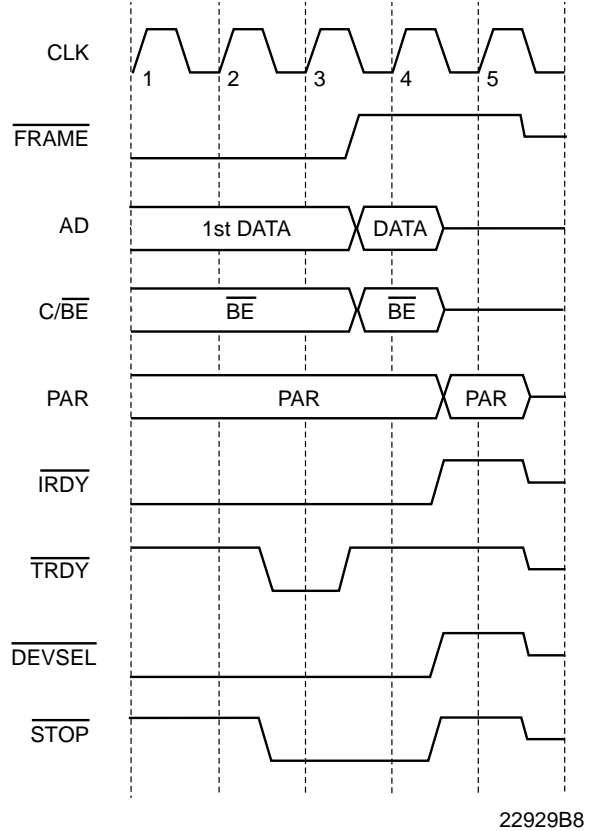 CLK
1 2 3 4 5
FRAME
AD
1st DATA DATA
C/BE
BE BE
PAR
PAR PAR
IRDY
TRDY
DEVSEL
STOP
22929B8